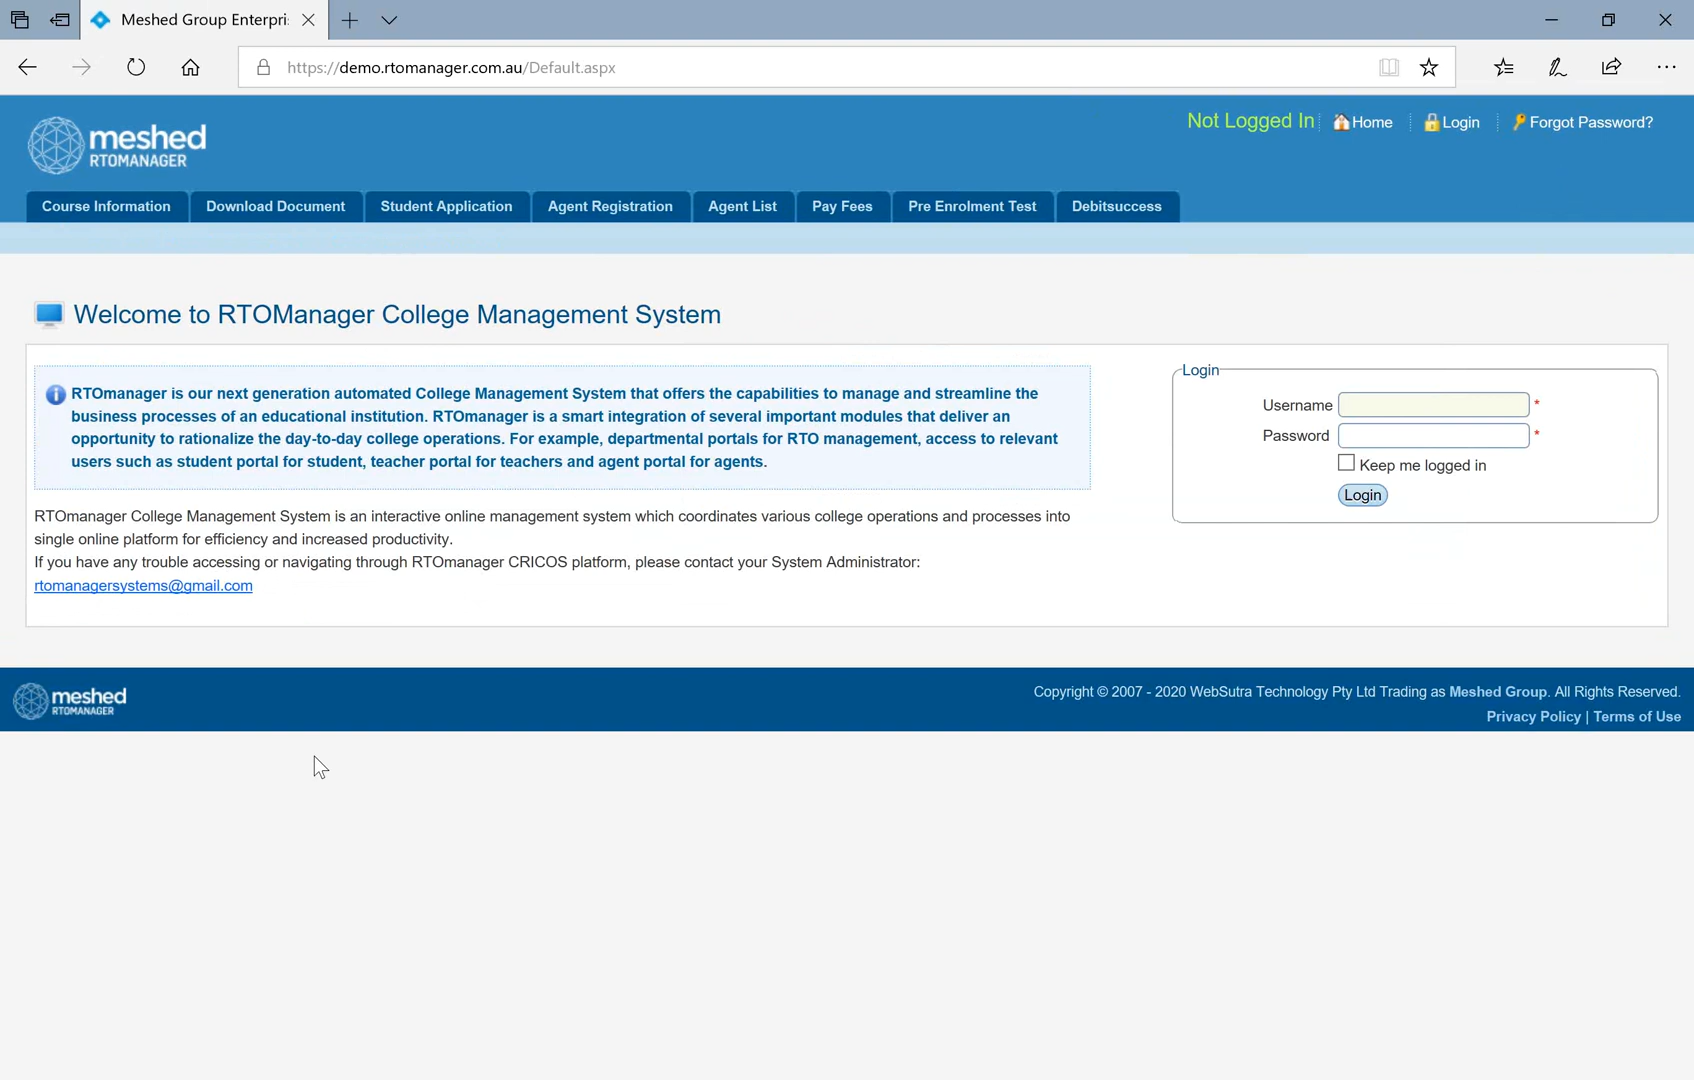 Meshed Group Enterpri
https://demo.rtomanager.com.au/Default.aspx
meshed
RTOMANAGER
Not Logged In
Home
Login
Forgot Password?
Course Information
Download Document
Student Application
Agent Registration
Agent List
Pay Fees
Pre Enrolment Test
Debitsuccess
Welcome to RTOManager College Management System
RTOmanager is our next generation automated College Management System that offers the capabilities to manage and streamline the
business processes of an educational institution. RTOmanager is a smart integration of several important modules that deliver an
opportunity to rationalize the day-to-day college operations. For example, departmental portals for RTO management, access to relevant
users such as student portal for student, teacher portal for teachers and agent portal for agents.
RTOmanager College Management System is an interactive online management system which coordinates various college operations and processes into
single online platform for efficiency and increased productivity.
If you have any trouble accessing or navigating through RTOmanager CRICOS platform, please contact your System Administrator:
rtomanagersystems@gmail.com
Login
Username *
Password *
Keep me logged in
Login
meshed
RTOMANAGER
Copyright © 2007 - 2020 WebSutra Technology Pty Ltd Trading as Meshed Group. All Rights Reserved.
Privacy Policy | Terms of Use